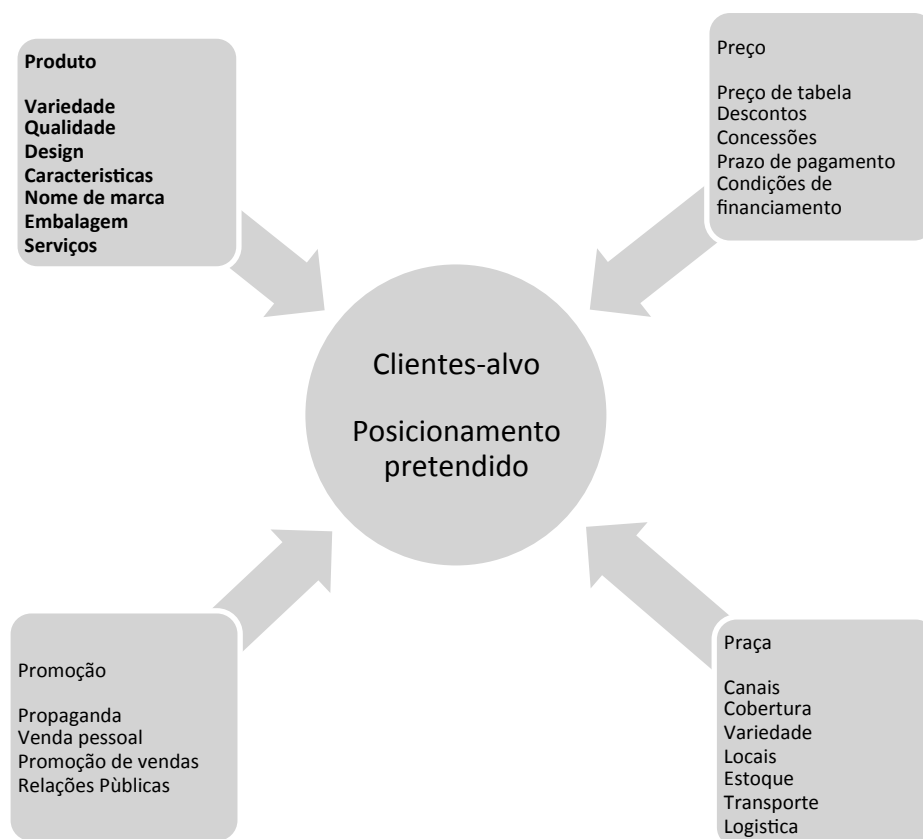 Produto
Variedade
Qualidade
Design
Caracteristicas
Nome de marca
Embalagem
Serviços
Preço
Preço de tabela
Descontos
Concessões
Prazo de pagamento
Condições de
financiamento
Clientes-alvo
Posicionamento
pretendido
Promoção
Propaganda
Venda pessoal
Promoção de vendas
Relações Pùblicas
Praça
Canais
Cobertura
Variedade
Locais
Estoque
Transporte
Logistica